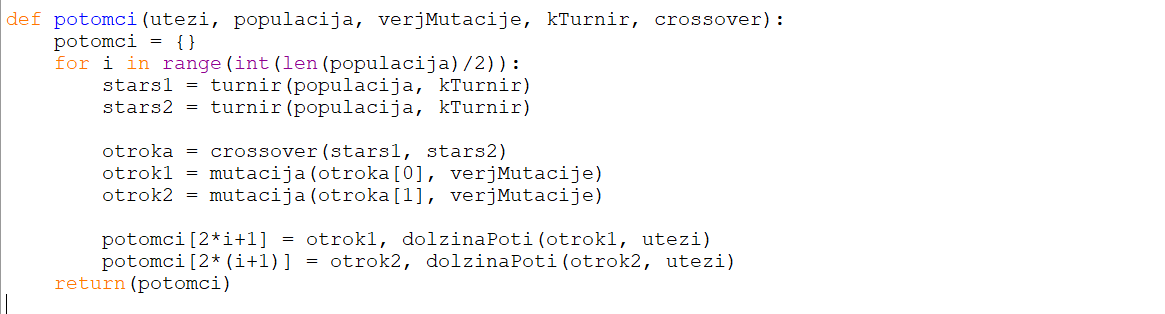 def potomci(utezi, populacija, verjMutacije, kTurnir, crossover):
    potomci = {}
    for i in range(int(len(populacija)/2)):
        stars1 = turnir(populacija, kTurnir)
        stars2 = turnir(populacija, kTurnir)

        otroka = crossover(stars1, stars2)
        otrok1 = mutacija(otroka[0], verjMutacije)
        otrok2 = mutacija(otroka[1], verjMutacije)

        potomci[2*i+1] = otrok1, dolzinaPoti(otrok1, utezi)
        potomci[2*(i+1)] = otrok2, dolzinaPoti(otrok2, utezi)
    return(potomci)